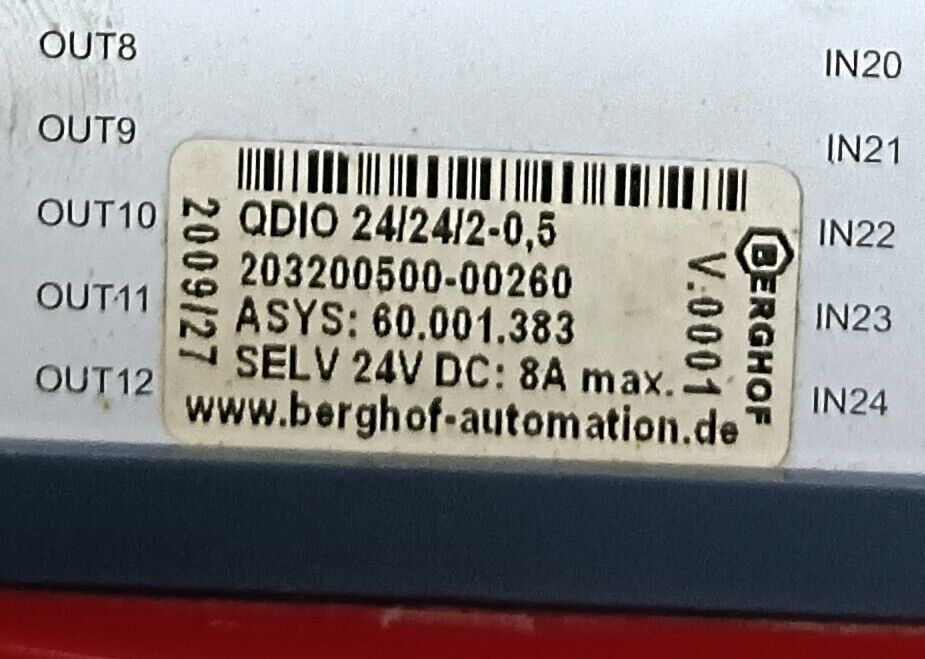 OUT8
OUT9
OUT10
OUT11
OUT12
QDIO 24/24/2-0,5
203200500-00260
ASYS: 60.001.383
SELV 24V DC: 8A max.
www.berghof-automation.de
2009/27
V.0001
BERGHOF
IN20
IN21
IN22
IN23
IN24